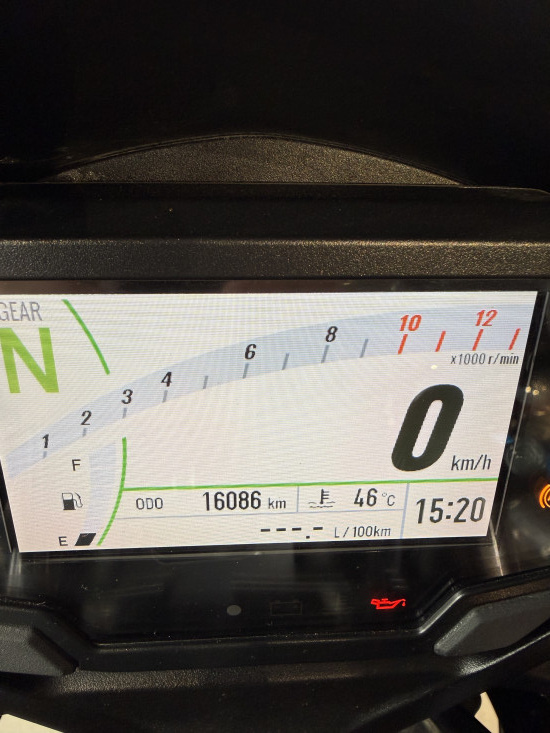 GEAR
N
1
2
3
4
6
8
10
12
x1000 r/min
0
km/h
F
E
ODO 16086 km
46 °C
--.- L/100km
15:20